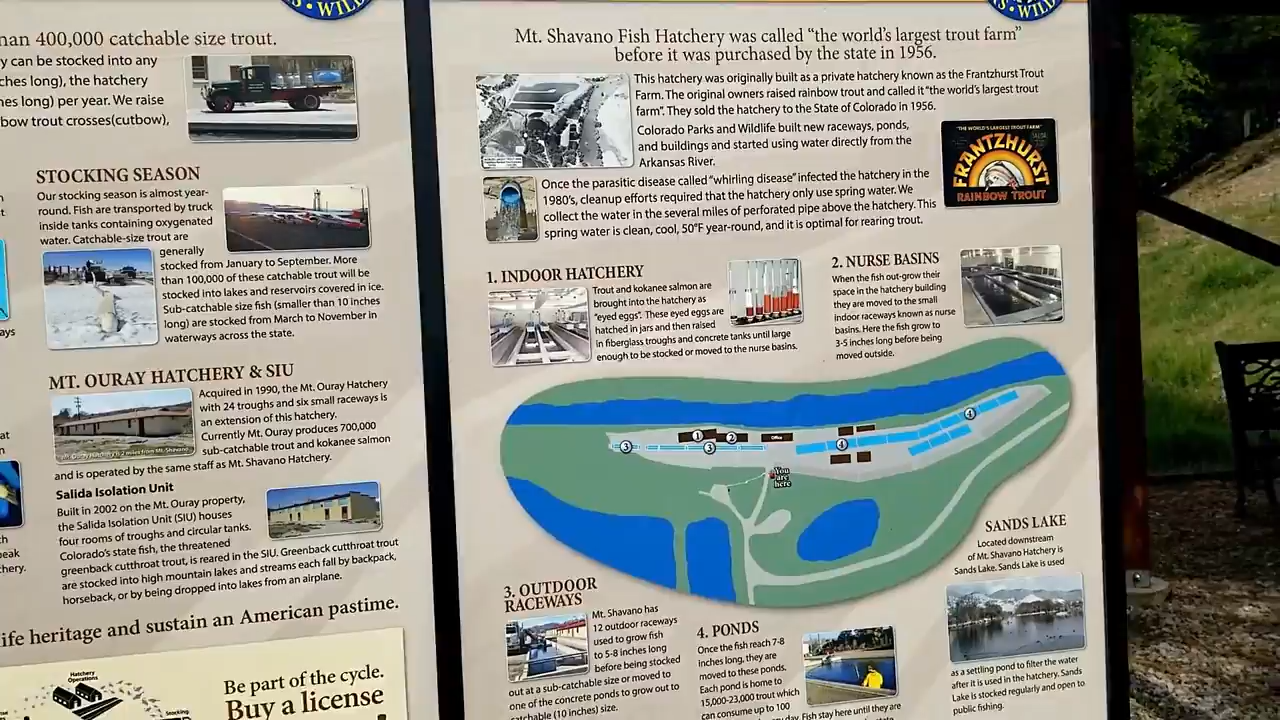 S • WILD
man 400,000 catchable size trout.
y can be stocked into any
ches long), the hatchery
hes long) per year. We raise
bow trout crosses(cutbow),
STOCKING SEASON
Our stocking season is almost year-
round. Fish are transported by truck
inside tanks containing oxygenated
water. Catchable-size trout are
generally
stocked from January to September. More
than 100,000 of these catchable trout will be
stocked into lakes and reservoirs covered in ice.
Sub-catchable size fish (smaller than 10 inches
long) are stocked from March to November in
waterways across the state.
MT. OURAY HATCHERY & SIU
Acquired in 1990, the Mt. Ouray Hatchery
with 24 troughs and six small raceways is
an extension of this hatchery.
Currently Mt. Ouray produces 700,000
sub-catchable trout and kokanee salmon
and is operated by the same staff as Mt. Shavano Hatchery.
Mt. Ouray Hatchery is 2 miles from Mt. Shavano
Salida Isolation Unit
Built in 2002 on the Mt. Ouray property,
the Salida Isolation Unit (SIU) houses
four rooms of troughs and circular tanks.
Colorado's state fish, the threatened
greenback cutthroat trout, is reared in the SIU. Greenback cutthroat trout
are stocked into high mountain lakes and streams each fall by backpack,
horseback, or by being dropped into lakes from an airplane.
ife heritage and sustain an American pastime.
Hatchery
Operations
Stocking
Be part of the cycle.
Buy a license
ays
at
ch
eak
chery.
S • WILD
Mt. Shavano Fish Hatchery was called "the world's largest trout farm"
before it was purchased by the state in 1956.
This hatchery was originally built as a private hatchery known as the Frantzhurst Trout
Farm. The original owners raised rainbow trout and called it "the world's largest trout
farm". They sold the hatchery to the State of Colorado in 1956.
Colorado Parks and Wildlife built new raceways, ponds,
and buildings and started using water directly from the
Arkansas River.
"THE WORLD'S LARGEST TROUT FARM"
FRANTZHURST
RAINBOW TROUT
Once the parasitic disease called "whirling disease" infected the hatchery in the
1980's, cleanup efforts required that the hatchery only use spring water. We
collect the water in the several miles of perforated pipe above the hatchery. This
spring water is clean, cool, 50°F year-round, and it is optimal for rearing trout.
1. INDOOR HATCHERY
Trout and kokanee salmon are
brought into the hatchery as
"eyed eggs". These eyed eggs are
hatched in jars and then raised
in fiberglass troughs and concrete tanks until large
enough to be stocked or moved to the nurse basins.
2. NURSE BASINS
When the fish out-grow their
space in the hatchery building
they are moved to the small
indoor raceways known as nurse
basins. Here the fish grow to
3-5 inches long before being
moved outside.
4
1
2
Office
3
3
4
You
are
here
3. OUTDOOR
RACEWAYS
Mt. Shavano has
12 outdoor raceways
used to grow fish
to 5-8 inches long
before being stocked
out at a sub-catchable size or moved to
one of the concrete ponds to grow out to
catchable (10 inches) size.
4. PONDS
Once the fish reach 7-8
inches long, they are
moved to these ponds.
Each pond is home to
15,000-23,000 trout which
can consume up to 100
day. Fish stay here until they are
SANDS LAKE
Located downstream
of Mt. Shavano Hatchery is
Sands Lake. Sands Lake is used
as a settling pond to filter the water
after it is used in the hatchery. Sands
Lake is stocked regularly and open to
public fishing.